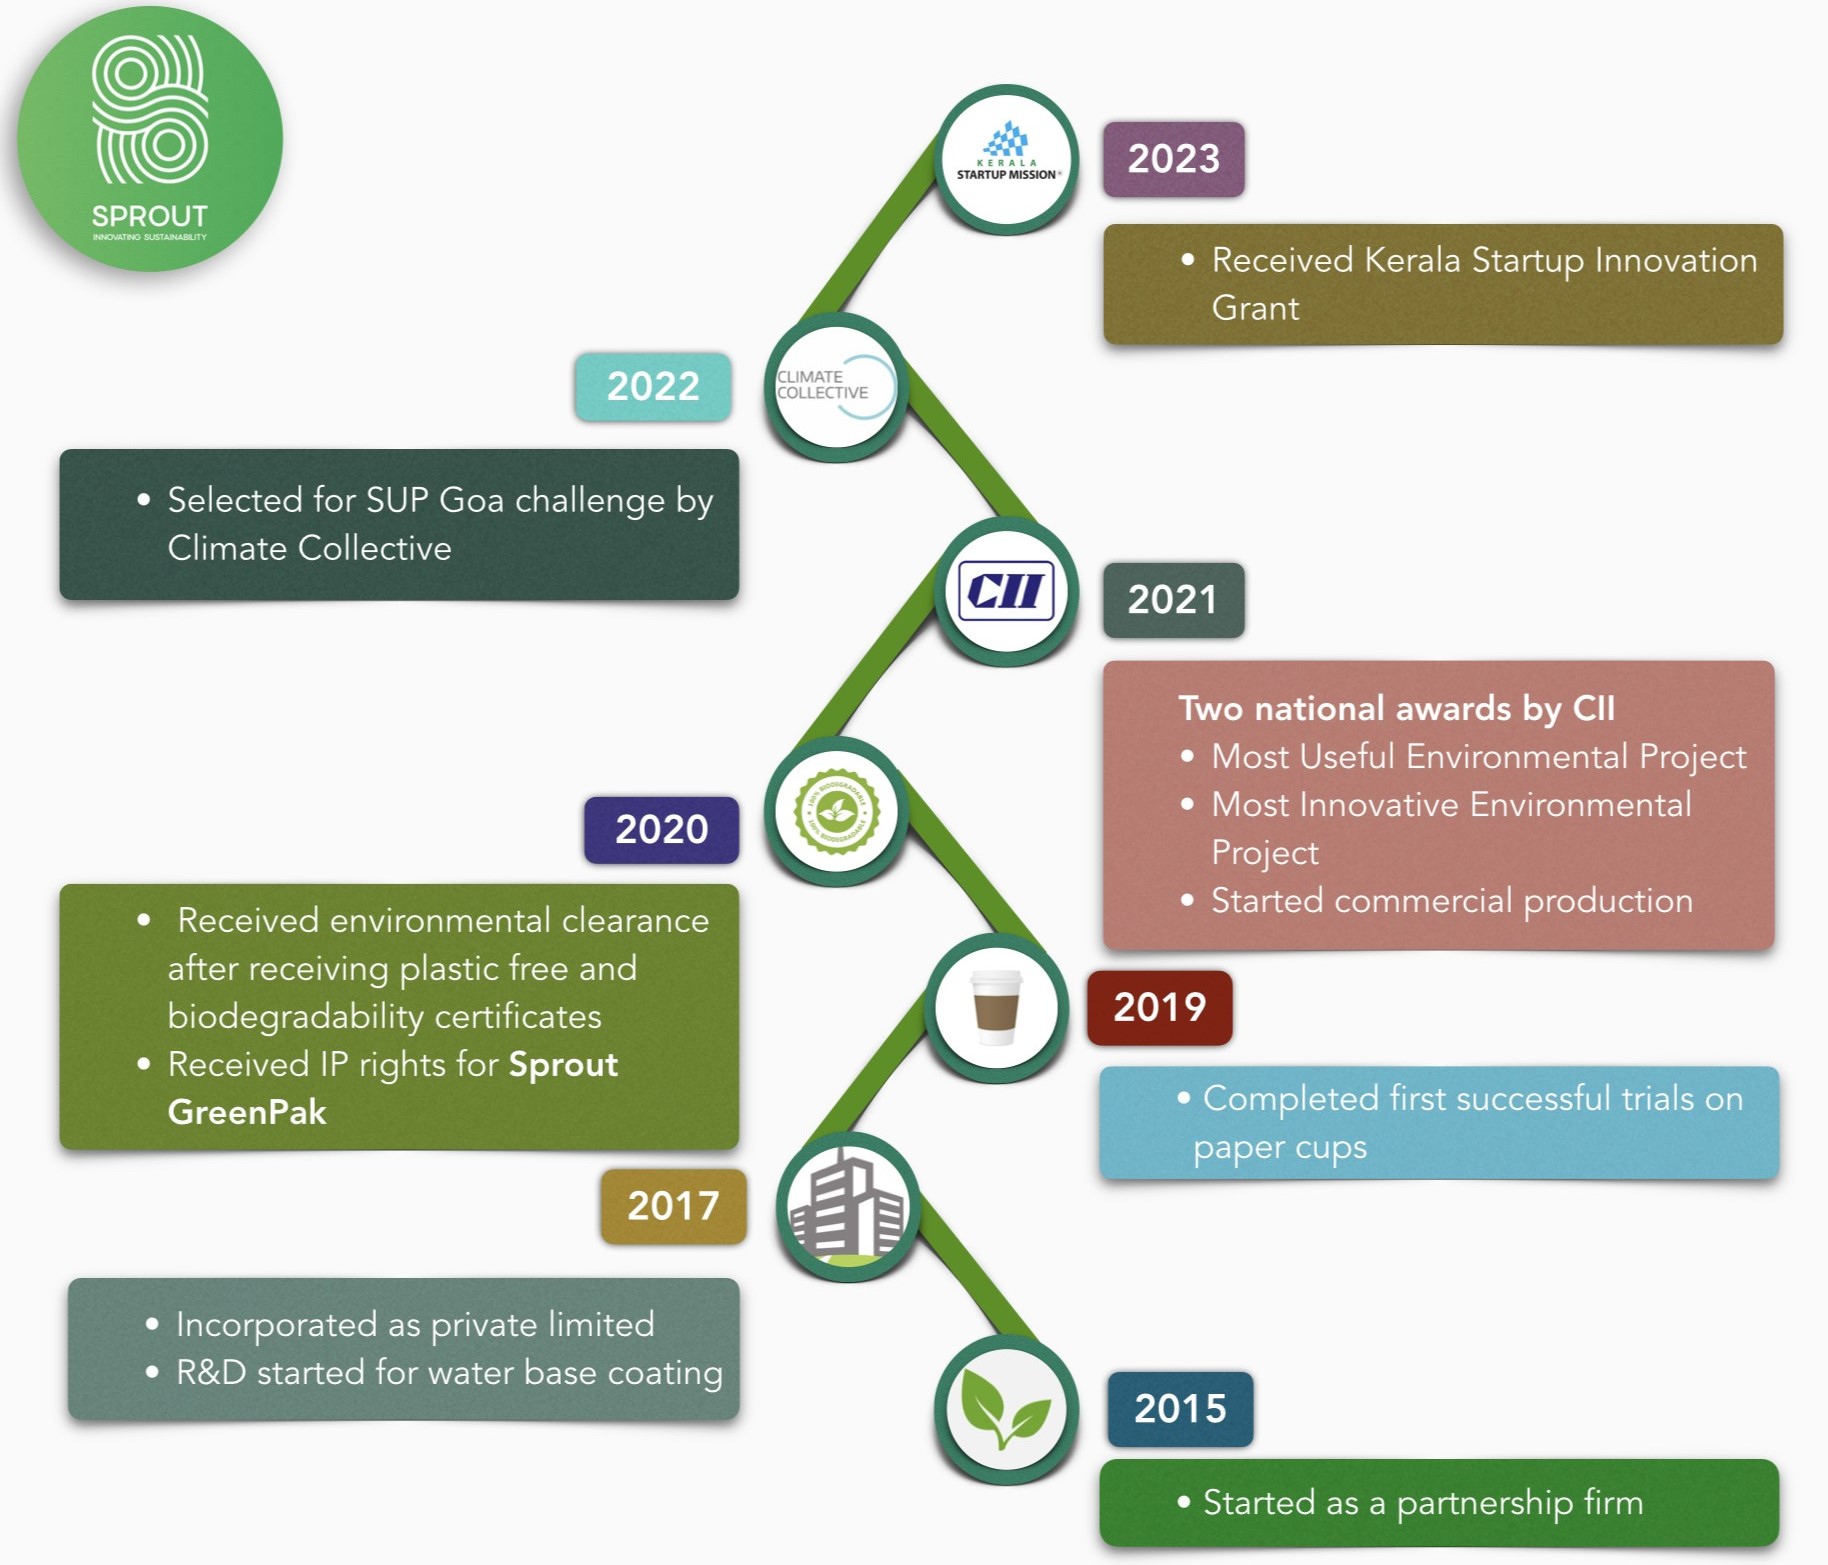 SPROUT
INNOVATING SUSTAINABILITY
KERALA
STARTUP MISSION
2023
• Received Kerala Startup Innovation
Grant
CLIMATE
COLLECTIVE
2022
• Selected for SUP Goa challenge by
Climate Collective
CII
2021
Two national awards by CII
• Most Useful Environmental Project
• Most Innovative Environmental
Project
• Started commercial production
100% BIODEGRADABLE
100% BIODEGRADABLE
2020
• Received environmental clearance
after receiving plastic free and
biodegradability certificates
• Received IP rights for Sprout
GreenPak
2019
• Completed first successful trials on
paper cups
2017
• Incorporated as private limited
• R&D started for water base coating
2015
• Started as a partnership firm